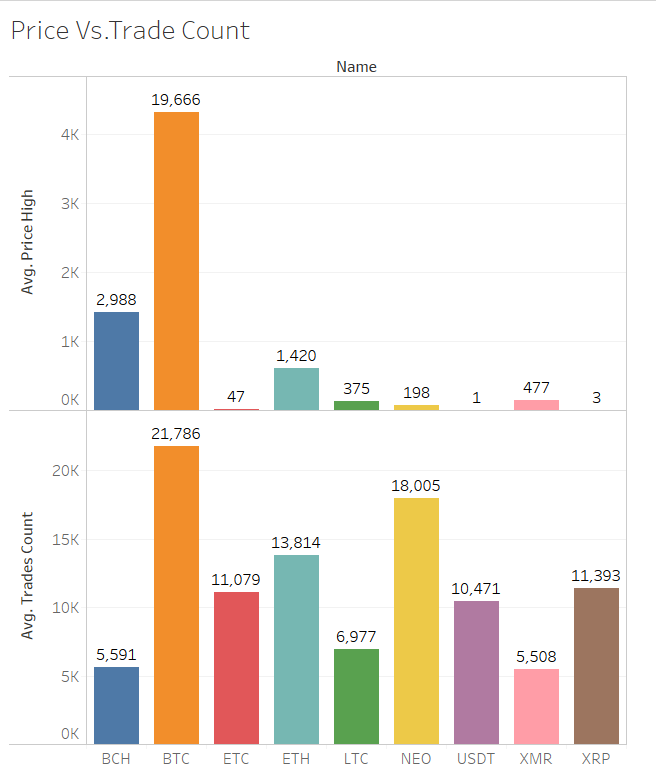 Price Vs.Trade Count
Name
19,666
4K
3K
Avg. Price High
2,988
2K
1,420
1K
47
375
198
1
477
3
0K
21,786
20K
18,005
15K
13,814
Avg. Trades Count
11,079
10,471
11,393
10K
6,977
5,591
5,508
5K
0K
BCH BTC ETC ETH LTC NEO USDT XMR XRP